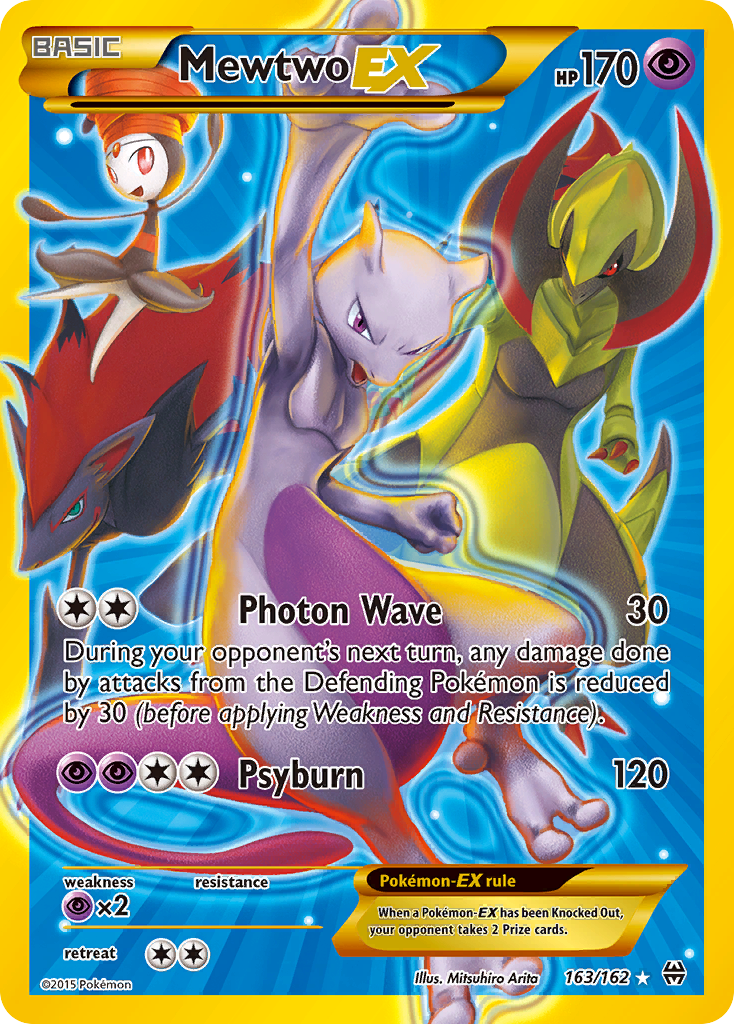 BASIC
Mewtwo EX
HP 170
Photon Wave 30
During your opponent's next turn, any damage done
by attacks from the Defending Pokémon is reduced
by 30 (before applying Weakness and Resistance).
Psyburn 120
weakness resistance
×2
retreat
Pokémon-EX rule
When a Pokémon-EX has been Knocked Out,
your opponent takes 2 Prize cards.
©2015 Pokémon
Illus. Mitsuhiro Arita 163/162